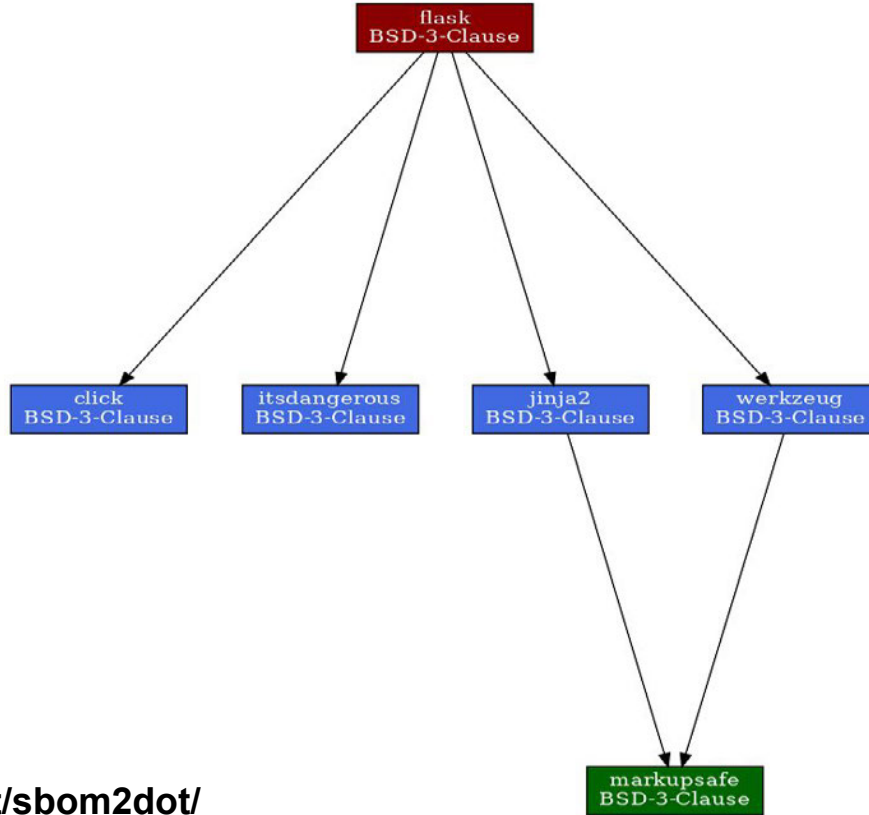 flask
BSD-3-Clause
click
BSD-3-Clause
itsdangerous
BSD-3-Clause
jinja2
BSD-3-Clause
werkzeug
BSD-3-Clause
markupsafe
BSD-3-Clause
t/sbom2dot/